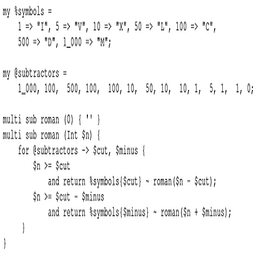 my %symbols =
    1 => "I", 5 => "V", 10 => "X", 50 => "L", 100 => "C",
    500 => "D", 1_000 => "M";
my @subtractors =
    1_000, 100,  500, 100,  100, 10,  50, 10,  10, 1,  5, 1,  1, 0;
multi sub roman (0) { '' }
multi sub roman (Int $n) {
    for @subtractors -> $cut, $minus {
        $n >= $cut
            and return %symbols{$cut} ~ roman($n - $cut);
        $n >= $cut - $minus
            and return %symbols{$minus} ~ roman($n + $minus);
    }
}